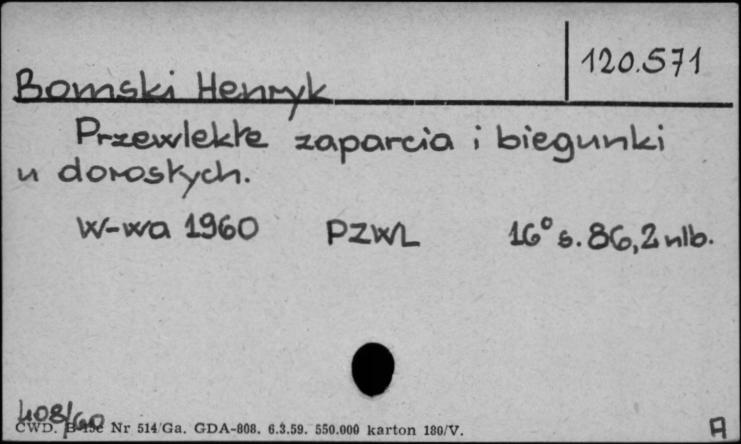 120.571
Bomski Henryk
Przewlekłe zaparcia i biegunki
u dorosłych.
W-wa 1960 PZWL 16° s. 86, 2 nlb.
408/60
CWD. Nr 514/Ga. GDA-808. 6.3.59. 550.000 karton 180/V.
A